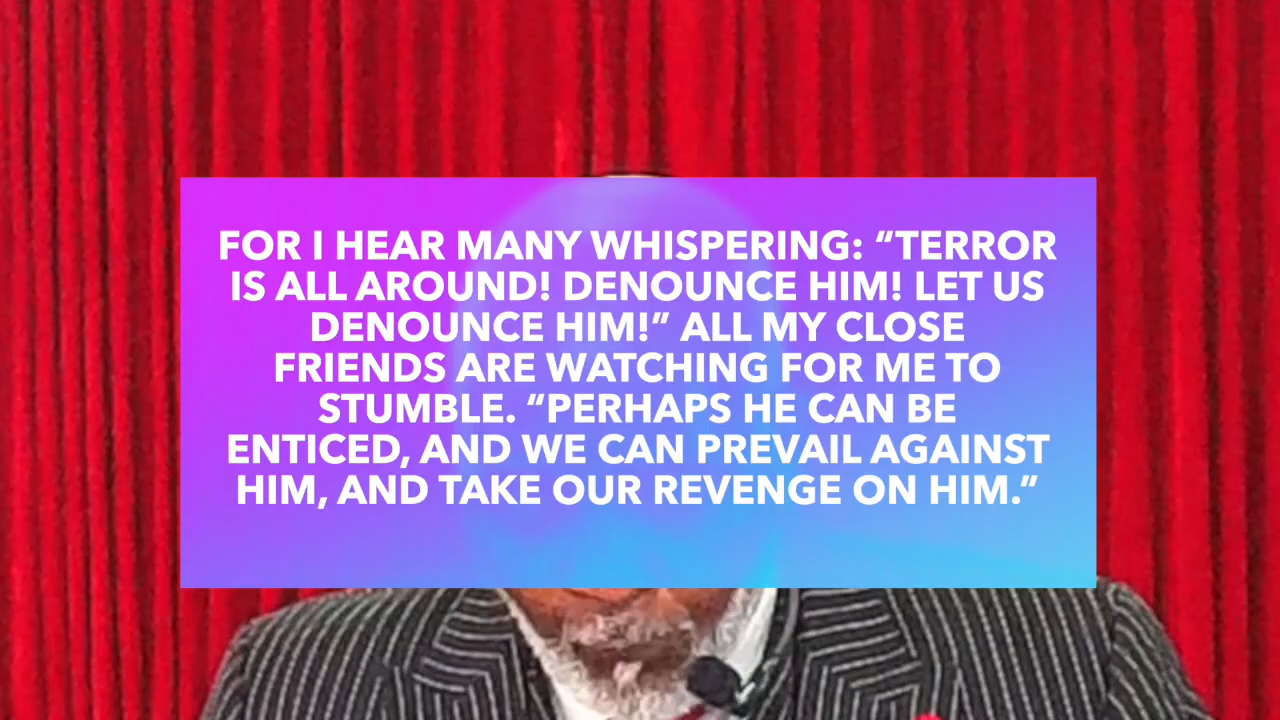 FOR I HEAR MANY WHISPERING: “TERROR
IS ALL AROUND! DENOUNCE HIM! LET US
DENOUNCE HIM!” ALL MY CLOSE
FRIENDS ARE WATCHING FOR ME TO
STUMBLE. “PERHAPS HE CAN BE
ENTICED, AND WE CAN PREVAIL AGAINST
HIM, AND TAKE OUR REVENGE ON HIM.”